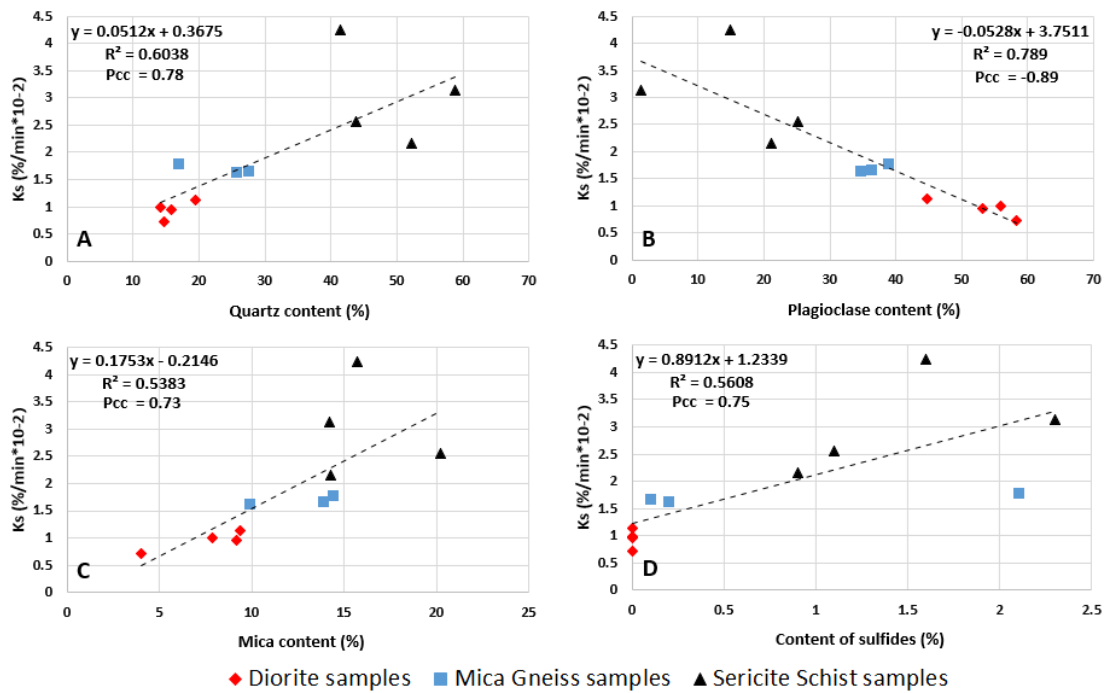 y = 0.0512x + 0.3675
R² = 0.6038
Pcc = 0.78
Ks (%/min*10-2)
4.5
4
3.5
3
2.5
2
1.5
1
0.5
0
A
0 10 20 30 40 50 60 70
Quartz content (%)
y = -0.0528x + 3.7511
R² = 0.789
Pcc = -0.89
Ks (%/min*10-2)
4.5
4
3.5
3
2.5
2
1.5
1
0.5
0
B
0 10 20 30 40 50 60 70
Plagioclase content (%)
y = 0.1753x - 0.2146
R² = 0.5383
Pcc = 0.73
Ks (%/min*10-2)
4.5
4
3.5
3
2.5
2
1.5
1
0.5
0
C
0 5 10 15 20 25
Mica content (%)
y = 0.8912x + 1.2339
R² = 0.5608
Pcc = 0.75
Ks (%/min*10-2)
4.5
4
3.5
3
2.5
2
1.5
1
0.5
0
D
0 0.5 1 1.5 2 2.5
Content of sulfides (%)
Diorite samples Mica Gneiss samples Sericite Schist samples